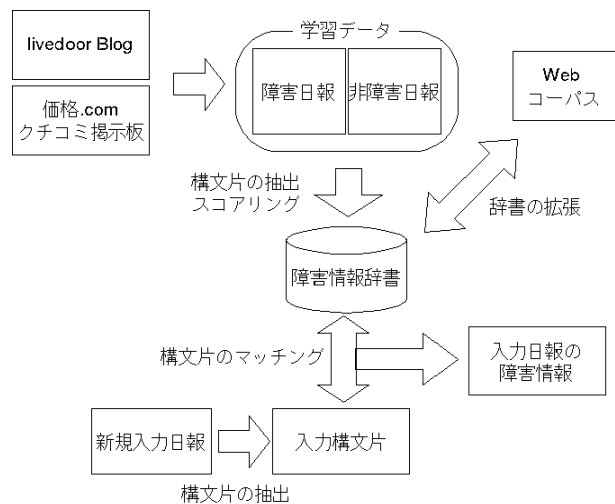 livedoor Blog
価格.com
クチコミ掲示板
学習データ
障害日報
非障害日報
Web
コーパス
構文片の抽出
スコアリング
辞書の拡張
障害情報辞書
構文片のマッチング
入力日報の
障害情報
新規入力日報
入力構文片
構文片の抽出